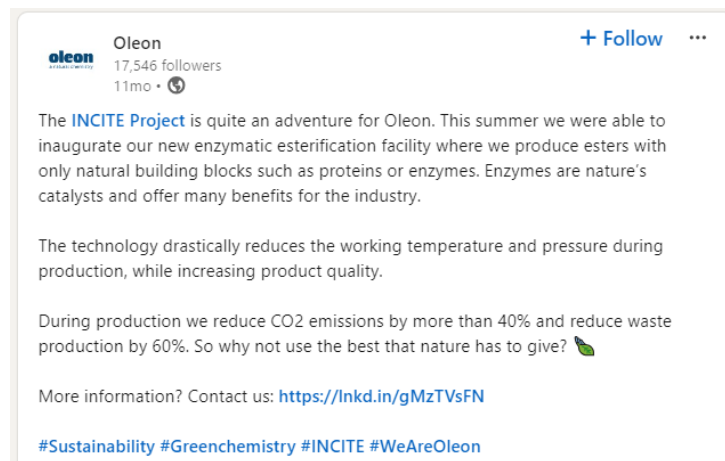 oleon
Oleon
+ Follow ...
17,546 followers
11mo •
The INCITE Project is quite an adventure for Oleon. This summer we were able to
inaugurate our new enzymatic esterification facility where we produce esters with
only natural building blocks such as proteins or enzymes. Enzymes are nature's
catalysts and offer many benefits for the industry.
The technology drastically reduces the working temperature and pressure during
production, while increasing product quality.
During production we reduce CO2 emissions by more than 40% and reduce waste
production by 60%. So why not use the best that nature has to give?
More information? Contact us: https://lnkd.in/gMzTVsFN
#Sustainability #Greenchemistry #INCITE #WeAreOleon